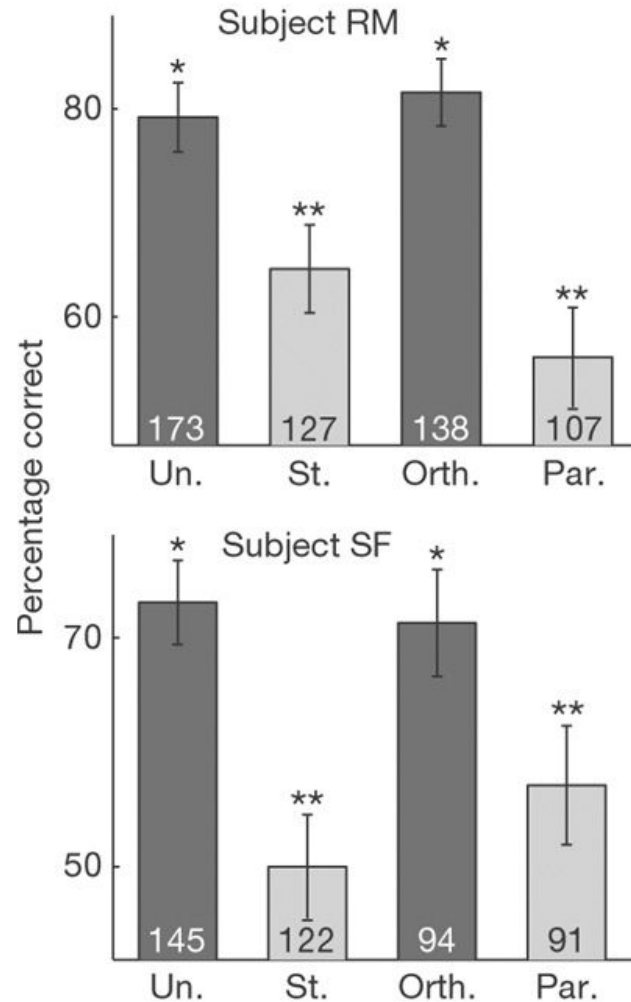 Percentage correct
Subject RM
80
60
* ** * **
173 127 138 107
Un. St. Orth. Par.
Subject SF
70
50
* ** * **
145 122 94 91
Un. St. Orth. Par.